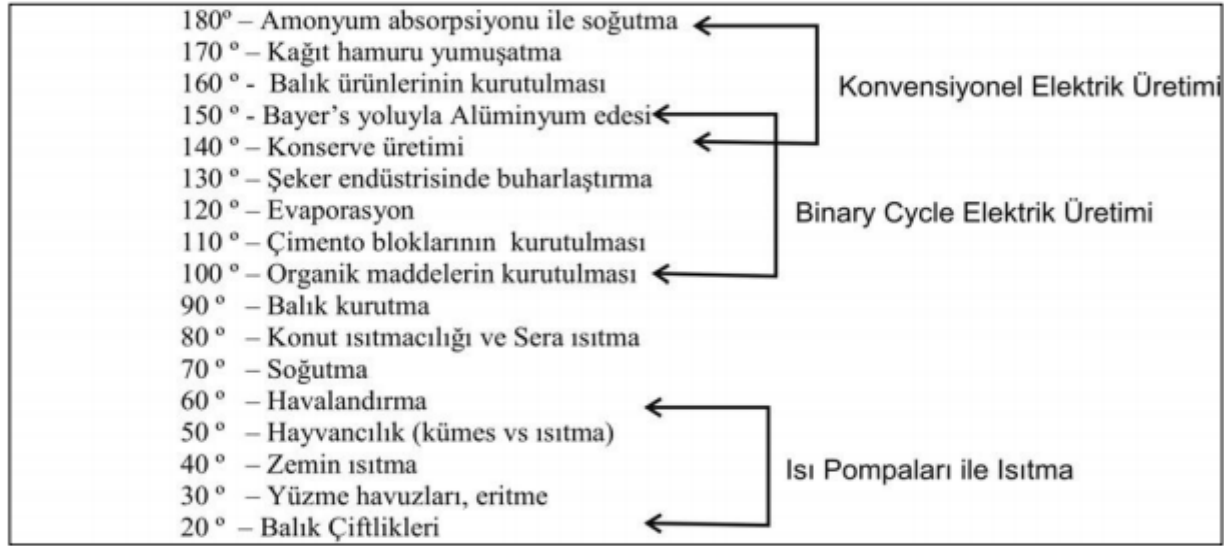 180º – Amonyum absorpsiyonu ile soğutma
170 º – Kağıt hamuru yumuşatma
160 º - Balık ürünlerinin kurutulması
Konvensiyonel Elektrik Üretimi
150 º - Bayer’s yoluyla Alüminyum edesi
140 º – Konserve üretimi
130 º – Şeker endüstrisinde buharlaştırma
120 º – Evaporasyon
Binary Cycle Elektrik Üretimi
110 º – Çimento bloklarının kurutulması
100 º – Organik maddelerin kurutulması
90 º – Balık kurutma
80 º – Konut ısıtmacılığı ve Sera ısıtma
70 º – Soğutma
60 º – Havalandırma
50 º – Hayvancılık (kümes vs ısıtma)
40 º – Zemin ısıtma
Isı Pompaları ile Isıtma
30 º – Yüzme havuzları, eritme
20 º – Balık Çiftlikleri